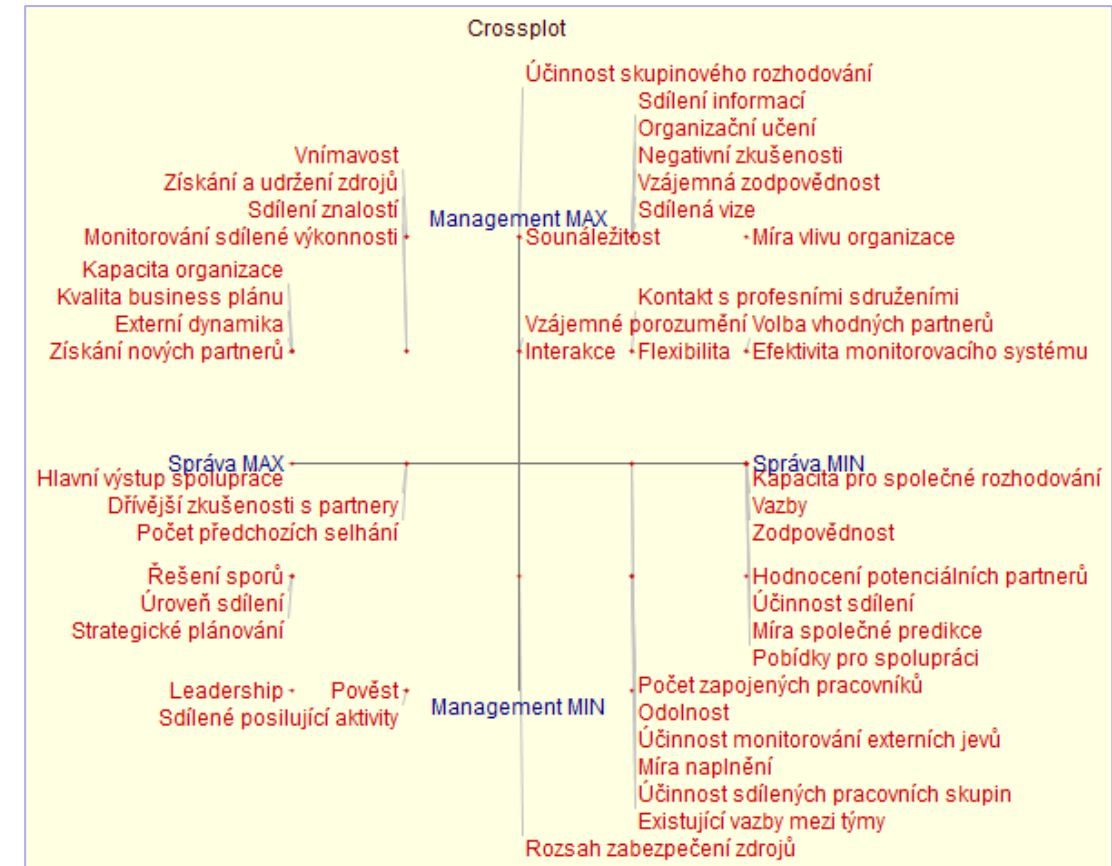 Crossplot
Účinnost skupinového rozhodování
Sdílení informací
Organizační učení
Vnímavost
Negativní zkušenosti
Získání a udržení zdrojů
Vzájemná zodpovědnost
Sdílení znalostí
Management MAX
Sdílená vize
Monitorování sdílené výkonnosti
Sounáležitost
Míra vlivu organizace
Kapacita organizace
Kvalita business plánu
Kontakt s profesními sdruženími
Externí dynamika
Vzájemné porozumění
Volba vhodných partnerů
Získání nových partnerů
Interakce
Flexibilita
Efektivita monitorovacího systému
Správa MAX
Správa MIN
Hlavní výstup spolupráce
Kapacita pro společné rozhodování
Dřívější zkušenosti s partnery
Vazby
Počet předchozích selhání
Zodpovědnost
Řešení sporů
Hodnocení potenciálních partnerů
Úroveň sdílení
Účinnost sdílení
Strategické plánování
Míra společné predikce
Pobídky pro spolupráci
Leadership
Pověst
Počet zapojených pracovníků
Sdílené posilující aktivity
Management MIN
Odolnost
Účinnost monitorování externích jevů
Míra naplnění
Účinnost sdílených pracovních skupin
Existující vazby mezi týmy
Rozsah zabezpečení zdrojů